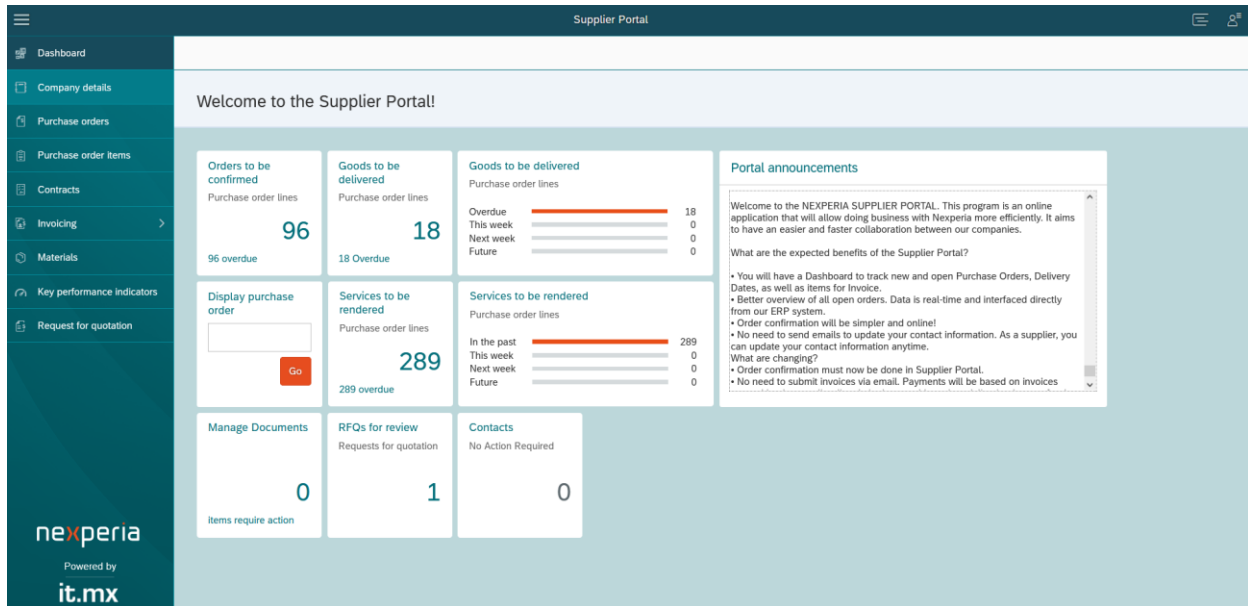 Supplier Portal
Dashboard
Company details
Purchase orders
Purchase order items
Contracts
Invoicing
Materials
Key performance indicators
Request for quotation
nexperia
Powered by
it.mx
Welcome to the Supplier Portal!
Orders to be
confirmed
Purchase order lines
96
96 overdue
Goods to be
delivered
Purchase order lines
18
18 Overdue
Goods to be delivered
Purchase order lines
Overdue 18
This week 0
Next week 0
Future 0
Portal announcements
Welcome to the NEXPERIA SUPPLIER PORTAL. This program is an online
application that will allow doing business with Nexperia more efficiently. It aims
to have an easier and faster collaboration between our companies.
What are the expected benefits of the Supplier Portal?
• You will have a Dashboard to track new and open Purchase Orders, Delivery
Dates, as well as items for Invoice.
• Better overview of all open orders. Data is real-time and interfaced directly
from our ERP system.
• Order confirmation will be simpler and online!
• No need to send emails to update your contact information. As a supplier, you
can update your contact information anytime.
What are changing?
• Order confirmation must now be done in Supplier Portal.
• No need to submit invoices via email. Payments will be based on invoices
Display purchase
order
Go
Services to be
rendered
Purchase order lines
289
289 overdue
Services to be rendered
Purchase order lines
In the past 289
This week 0
Next week 0
Future 0
Manage Documents
0
items require action
RFQs for review
Requests for quotation
1
Contacts
No Action Required
0